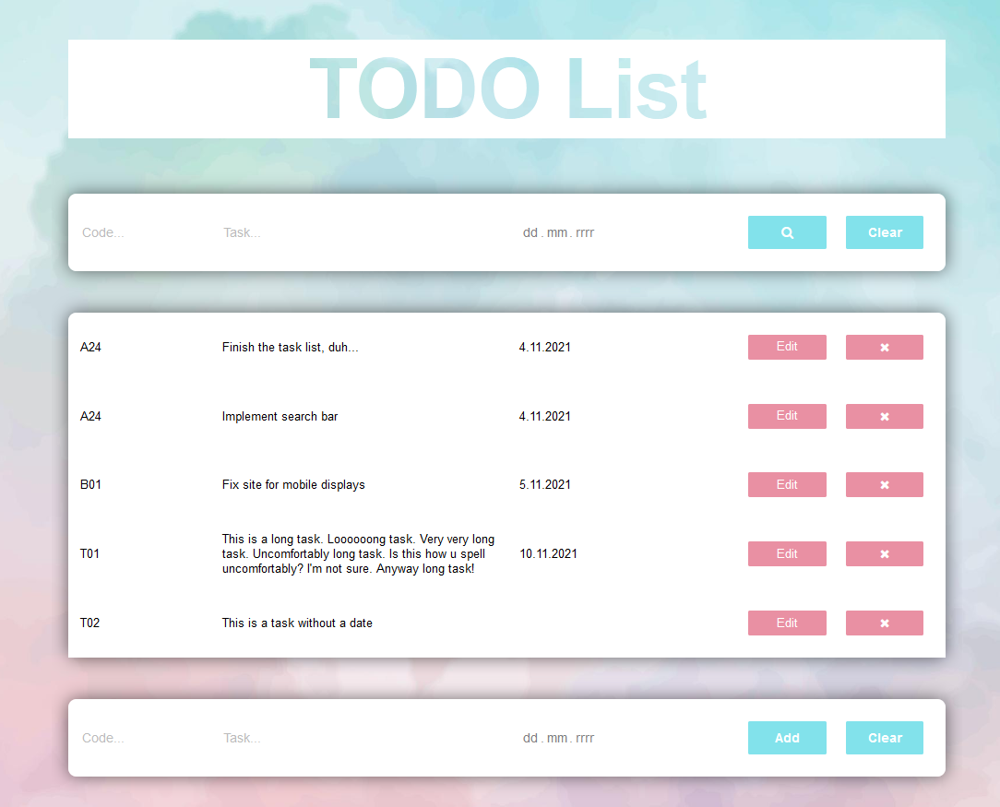 TODO List
Code... Task... dd . mm . rrrr Clear
A24 Finish the task list, duh... 4.11.2021 Edit
A24 Implement search bar 4.11.2021 Edit
B01 Fix site for mobile displays 5.11.2021 Edit
This is a long task. Loooooong task. Very very long
T01 task. Uncomfortably long task. Is this how u spell 10.11.2021 Edit
uncomfortably? I'm not sure. Anyway long task!
T02 This is a task without a date Edit
Code... Task... dd . mm . rrrr Add Clear